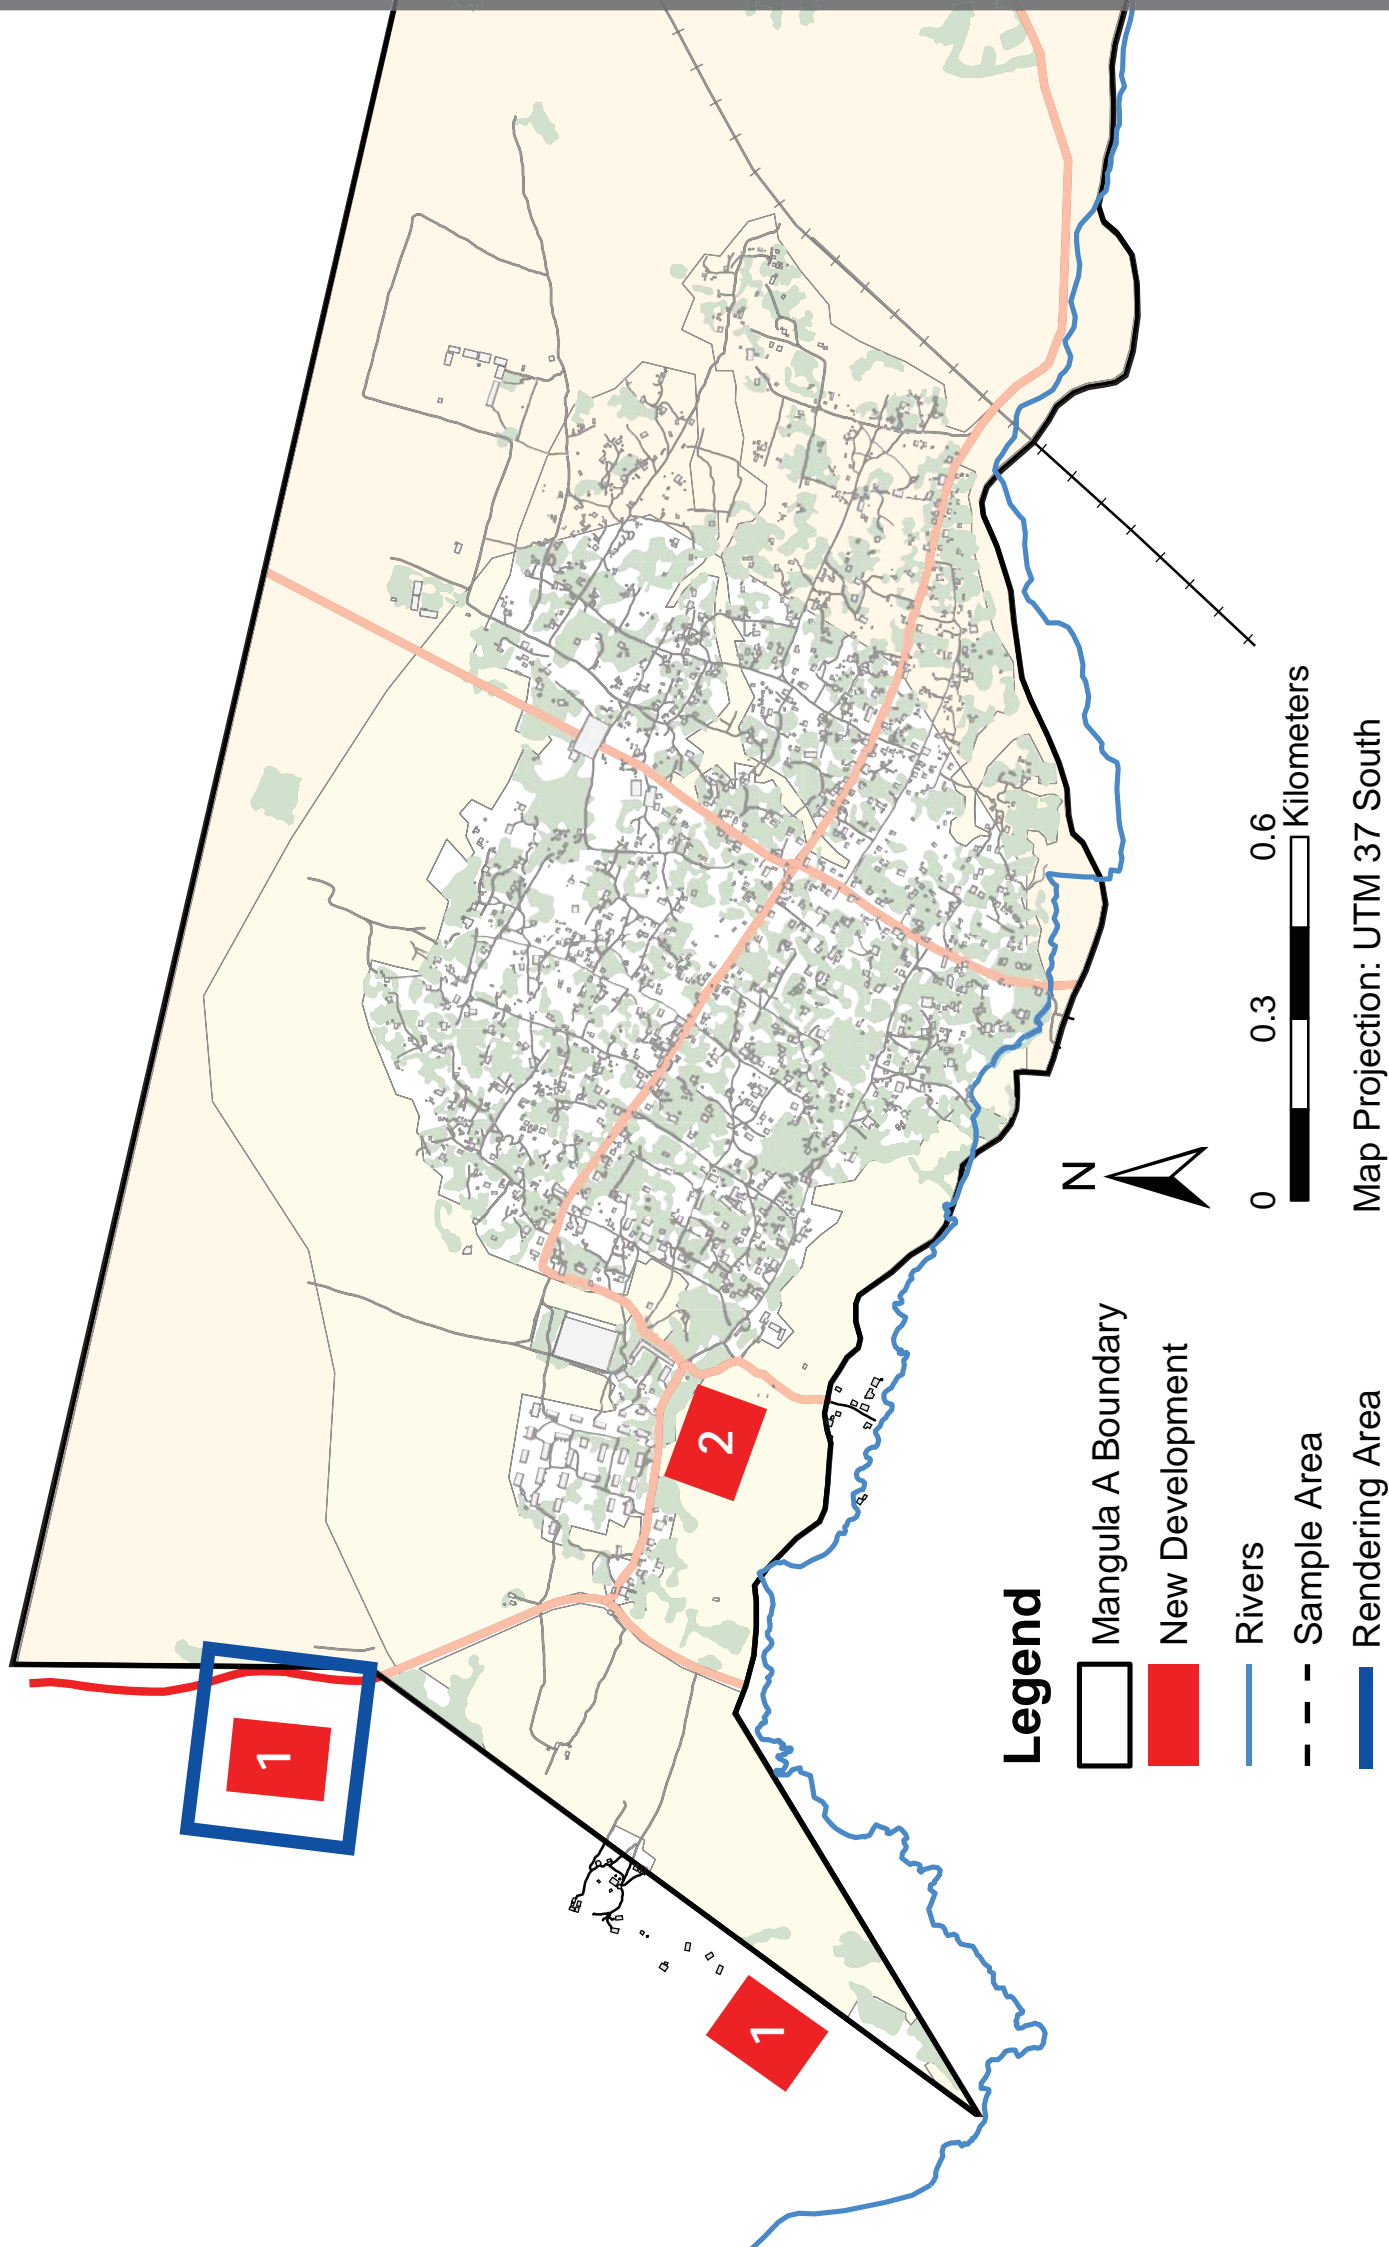 1
2
1
N
0 0.3 0.6
Kilometers
Map Projection: UTM 37 South
Legend
Mangula A Boundary
New Development
Rivers
Sample Area
Rendering Area